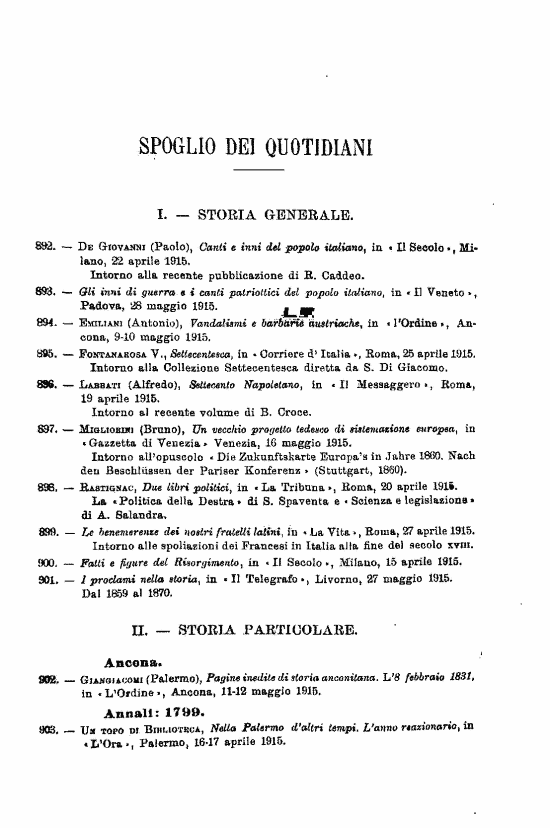 SPOGLIO DEI QUOTIDIANI
I. — STORIA GENERALE.
892. — DE GIOVANNI (Paolo), Canti e inni del popolo italiano, in « Il Secolo », Mi-
lano, 22 aprile 1915.
Intorno alla recente pubblicazione di R. Caddeo.
893. — Gli inni di guerra e i canti patriottici del popolo italiano, in « Il Veneto »,
Padova, 28 maggio 1915.
894. — EMILIANI (Antonio), Vandalismi e barbarie austriache, in « l'Ordine », An-
cona, 9-10 maggio 1915.
895. — FONTANAROSA V., Settecentesca, in « Corriere d' Italia », Roma, 25 aprile 1915.
Intorno alla Collezione Settecentesca diretta da S. Di Giacomo.
896. — LABBATI (Alfredo), Settecento Napoletano, in « Il Messaggero », Roma,
19 aprile 1915.
Intorno al recente volume di B. Croce.
897. — MIGLIORINI (Bruno), Un vecchio progetto tedesco di sistemazione europea, in
« Gazzetta di Venezia » Venezia, 16 maggio 1915.
Intorno all'opuscolo « Die Zukunftskarte Europa's in Jahre 1860. Nach
den Beschlüssen der Pariser Konferenz » (Stuttgart, 1860).
898. — RASTIGNAC, Due libri politici, in « La Tribuna », Roma, 20 aprile 1915.
La « Politica della Destra » di S. Spaventa e « Scienza e legislazione »
di A. Salandra.
899. — Le benemerenze dei nostri fratelli latini, in « La Vita », Roma, 27 aprile 1915.
Intorno alle spoliazioni dei Francesi in Italia alla fine del secolo XVIII.
900. — Fatti e figure del Risorgimento, in « Il Secolo », Milano, 15 aprile 1915.
901. — I proclami nella storia, in « Il Telegrafo », Livorno, 27 maggio 1915.
Dal 1859 al 1870.
II. — STORIA PARTICOLARE.
Ancona.
902. — GIANGIACOMI (Palermo), Pagine inedite di storia anconitana. L'8 febbraio 1831,
in « L'Ordine », Ancona, 11-12 maggio 1915.
Annali: 1799.
903. — UN TOPO DI BIBLIOTECA, Nella Palermo d'altri tempi. L'anno reazionario, in
« L'Ora », Palermo, 16-17 aprile 1915.